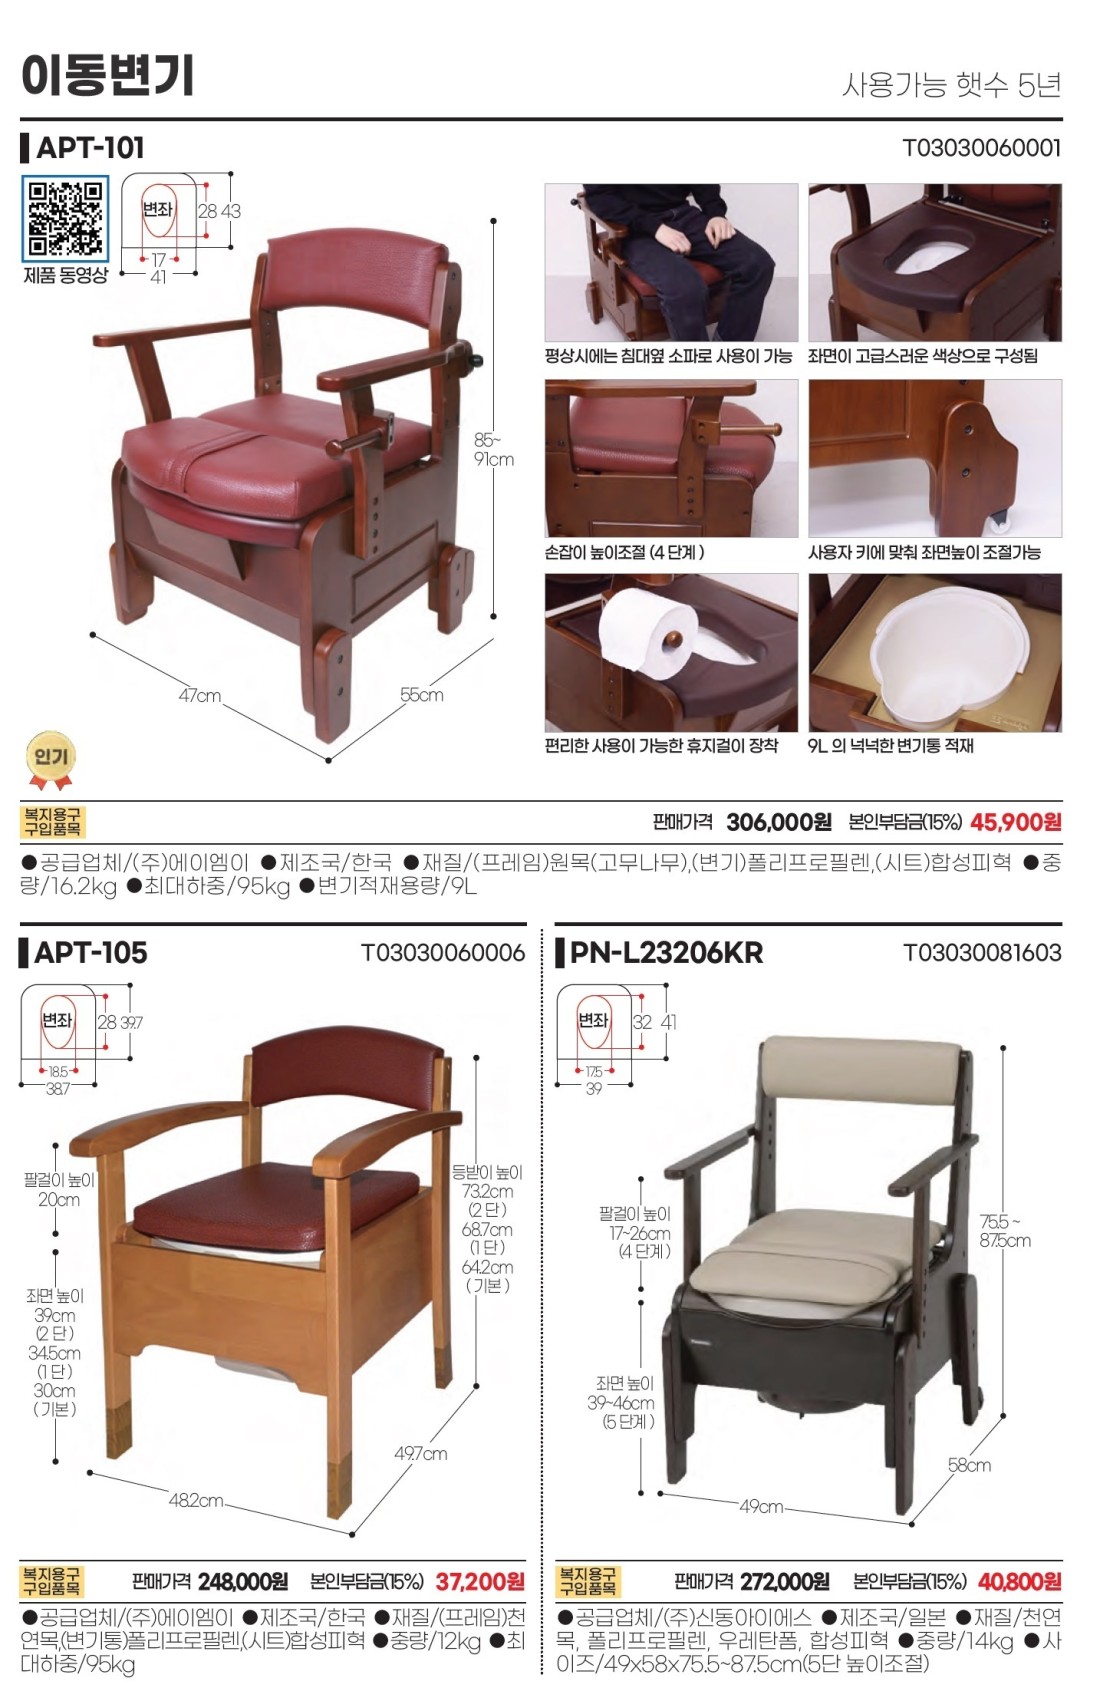 이동변기
사용가능 햇수 5년
APT-101
T03030060001
제품 동영상
변좌
28 43
17
41
85~
91cm
47cm
55cm
인기
평상시에는 침대옆 소파로 사용이 가능
좌면이 고급스러운 색상으로 구성됨
손잡이 높이조절 (4 단계 )
사용자 키에 맞춰 좌면높이 조절가능
편리한 사용이 가능한 휴지걸이 장착
9L 의 넉넉한 변기통 적재
복지용구
구입품목
판매가격 306,000원 본인부담금(15%) 45,900원
●공급업체/(주)에이엠이 ●제조국/한국 ●재질/(프레임)원목(고무나무),(변기)폴리프로필렌,(시트)합성피혁 ●중
량/16.2kg ●최대하중/95kg ●변기적재용량/9L
APT-105
T03030060006
변좌
28 39.7
18.5
38.7
팔걸이 높이
20cm
좌면 높이
39cm
(2 단)
34.5cm
(1 단)
30cm
( 기본 )
등받이 높이
73.2cm
(2 단)
68.7cm
(1 단)
64.2cm
( 기본 )
48.2cm
49.7cm
복지용구
구입품목
판매가격 248,000원 본인부담금(15%) 37,200원
●공급업체/(주)에이엠이 ●제조국/한국 ●재질/(프레임)천
연목,(변기통)폴리프로필렌,(시트)합성피혁 ●중량/12kg ●최
대하중/95kg
PN-L23206KR
T03030081603
변좌
32 41
17.5
39
팔걸이 높이
17~26cm
(4 단계 )
좌면 높이
39~46cm
(5 단계 )
75.5 ~
87.5cm
49cm
58cm
복지용구
구입품목
판매가격 272,000원 본인부담금(15%) 40,800원
●공급업체/(주)신동아이에스 ●제조국/일본 ●재질/천연
목, 폴리프로필렌, 우레탄폼, 합성피혁 ●중량/14kg ●사
이즈/49x58x75.5~87.5cm(5단 높이조절)